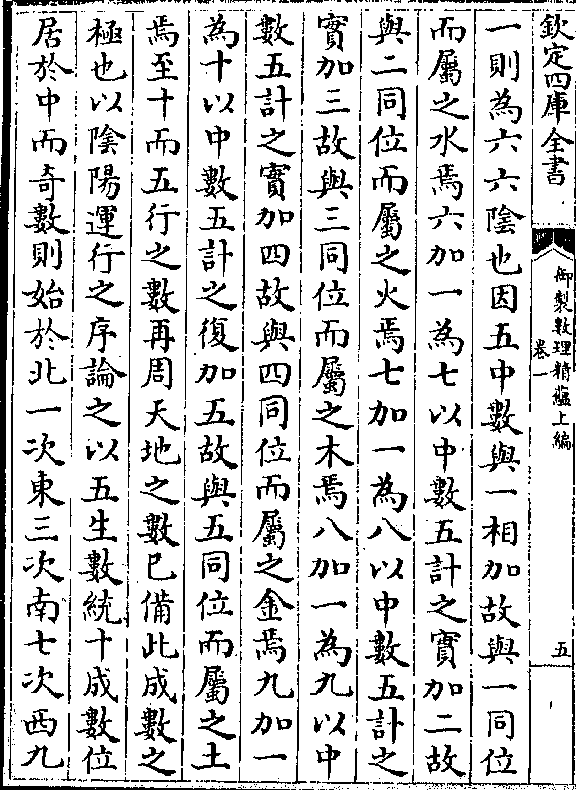 欽定四庫全書
御製數理精蘊上編
卷一
五
一則為六六陰也因五中數與一相加故與一同位
而屬之水焉六加一為七以中數五計之實加二故
與二同位而屬之火焉七加一為八以中數五計之
實加三故與三同位而屬之木焉八加一為九以中
數五計之實加四故與四同位而屬之金焉九加一
為十以中數五計之復加五故與五同位而屬之土
焉至十而五行之數再周天地之數已備此成數之
極也以陰陽運行之序論之以五生數統十成數位
居於中而奇數則始於北一次東三次南七次西九